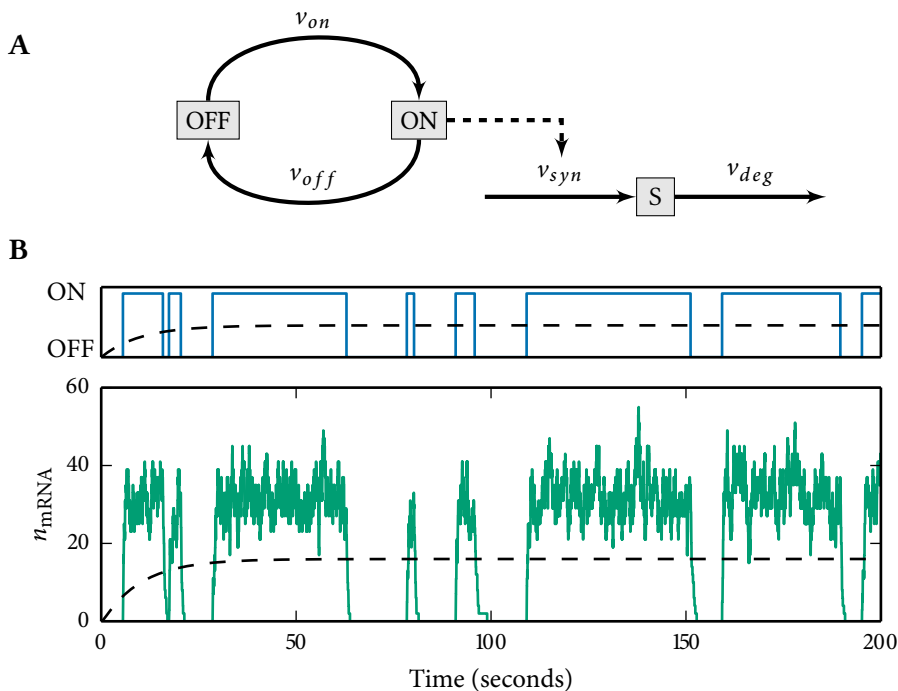 A
v_on
OFF
ON
v_off
v_syn
v_deg
S
B
ON
OFF
60
40
20
0
n_mRNA
0
50
100
150
200
Time (seconds)